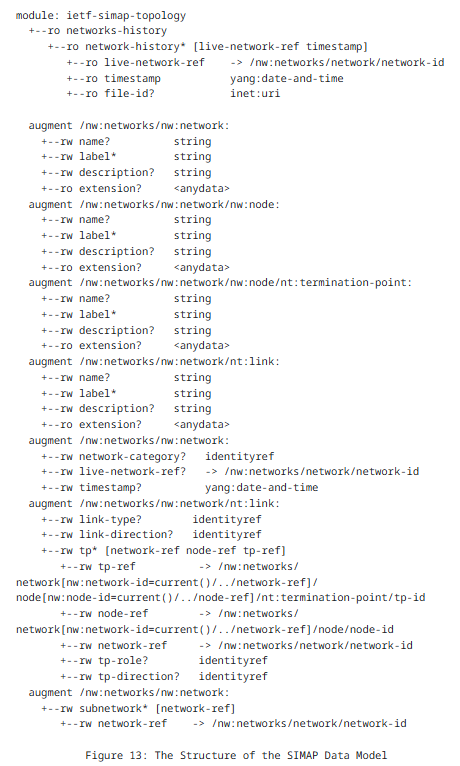 module: ietf-simap-topology
  +--ro networks-history
     +--ro network-history* [live-network-ref timestamp]
        +--ro live-network-ref    -> /nw:networks/network/network-id
        +--ro timestamp           yang:date-and-time
        +--ro file-id?            inet:uri

  augment /nw:networks/nw:network:
    +--rw name?          string
    +--rw label*         string
    +--rw description?   string
    +--ro extension?     <anydata>
  augment /nw:networks/nw:network/nw:node:
    +--rw name?          string
    +--rw label*         string
    +--rw description?   string
    +--ro extension?     <anydata>
  augment /nw:networks/nw:network/nw:node/nt:termination-point:
    +--rw name?          string
    +--rw label*         string
    +--rw description?   string
    +--ro extension?     <anydata>
  augment /nw:networks/nw:network/nt:link:
    +--rw name?          string
    +--rw label*         string
    +--rw description?   string
    +--ro extension?     <anydata>
  augment /nw:networks/nw:network:
    +--rw network-category?   identityref
    +--rw live-network-ref?   -> /nw:networks/network/network-id
    +--rw timestamp?          yang:date-and-time
  augment /nw:networks/nw:network/nt:link:
    +--rw link-type?        identityref
    +--rw link-direction?   identityref
    +--rw tp* [network-ref node-ref tp-ref]
       +--rw tp-ref          -> /nw:networks/
network[nw:network-id=current()/../network-ref]/
node[nw:node-id=current()/../node-ref]/nt:termination-point/tp-id
       +--rw node-ref        -> /nw:networks/
network[nw:network-id=current()/../network-ref]/node/node-id
       +--rw network-ref     -> /nw:networks/network/network-id
       +--rw tp-role?        identityref
       +--rw tp-direction?   identityref
  augment /nw:networks/nw:network:
    +--rw subnetwork* [network-ref]
       +--rw network-ref    -> /nw:networks/network/network-id

Figure 13: The Structure of the SIMAP Data Model